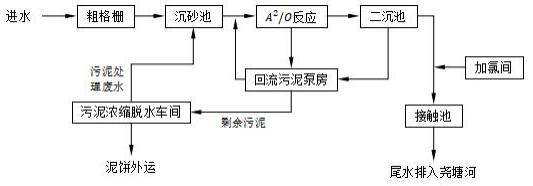 进水
粗格栅
沉砂池
A²/O反应
二沉池
污泥处
理废水
回流污泥泵房
加氯间
污泥浓缩脱水车间
剩余污泥
接触池
泥饼外运
尾水排入尧塘河